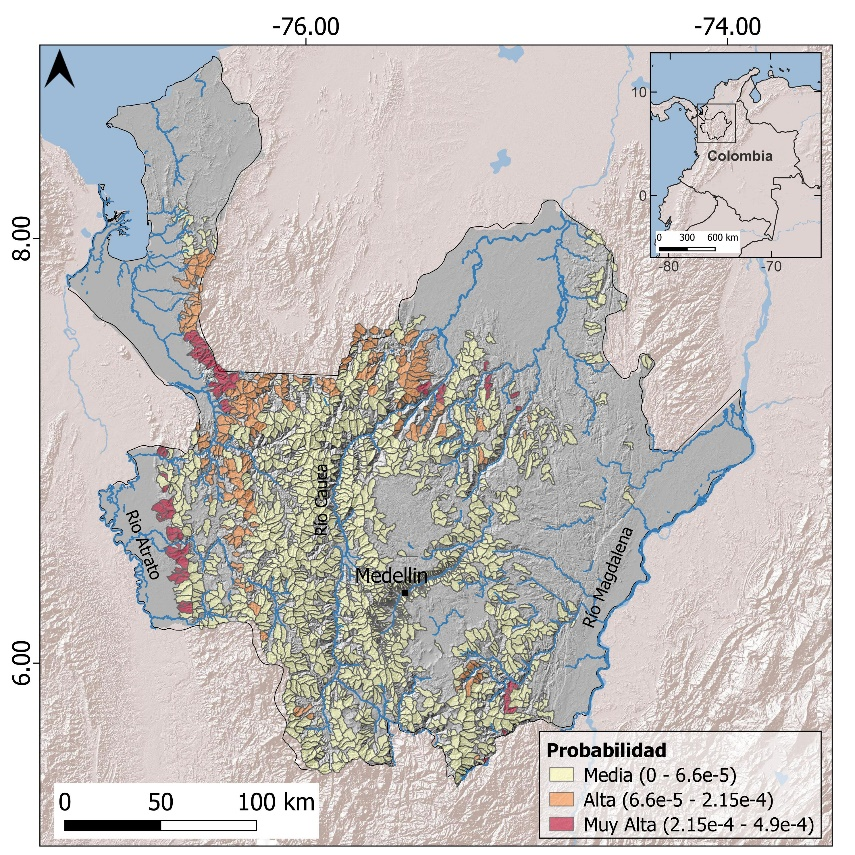 -76.00
-74.00
8.00
6.00
10
0
-80
-70
Colombia
0 300 600 km
Río Cauca
Río Atrato
Medellín
Río Magdalena
Probabilidad
Media (0 - 6.6e-5)
Alta (6.6e-5 - 2.15e-4)
Muy Alta (2.15e-4 - 4.9e-4)
0 50 100 km